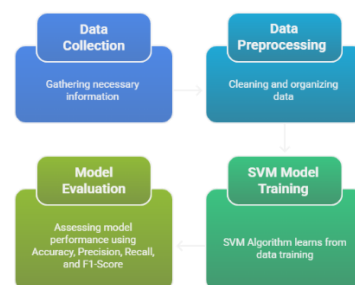 Data
Collection
Gathering necessary
information
Data
Preprocessing
Cleaning and organizing
data
SVM Model
Training
SVM Algorithm learns from
data training
Model
Evaluation
Assessing model
performance using
Accuracy, Precision, Recall,
and F1-Score